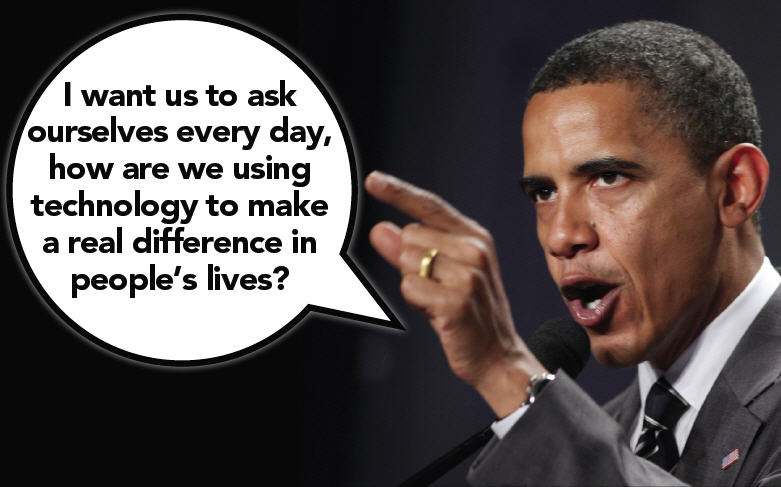 I want us to ask
ourselves every day,
how are we using
technology to make
a real difference in
people's lives?